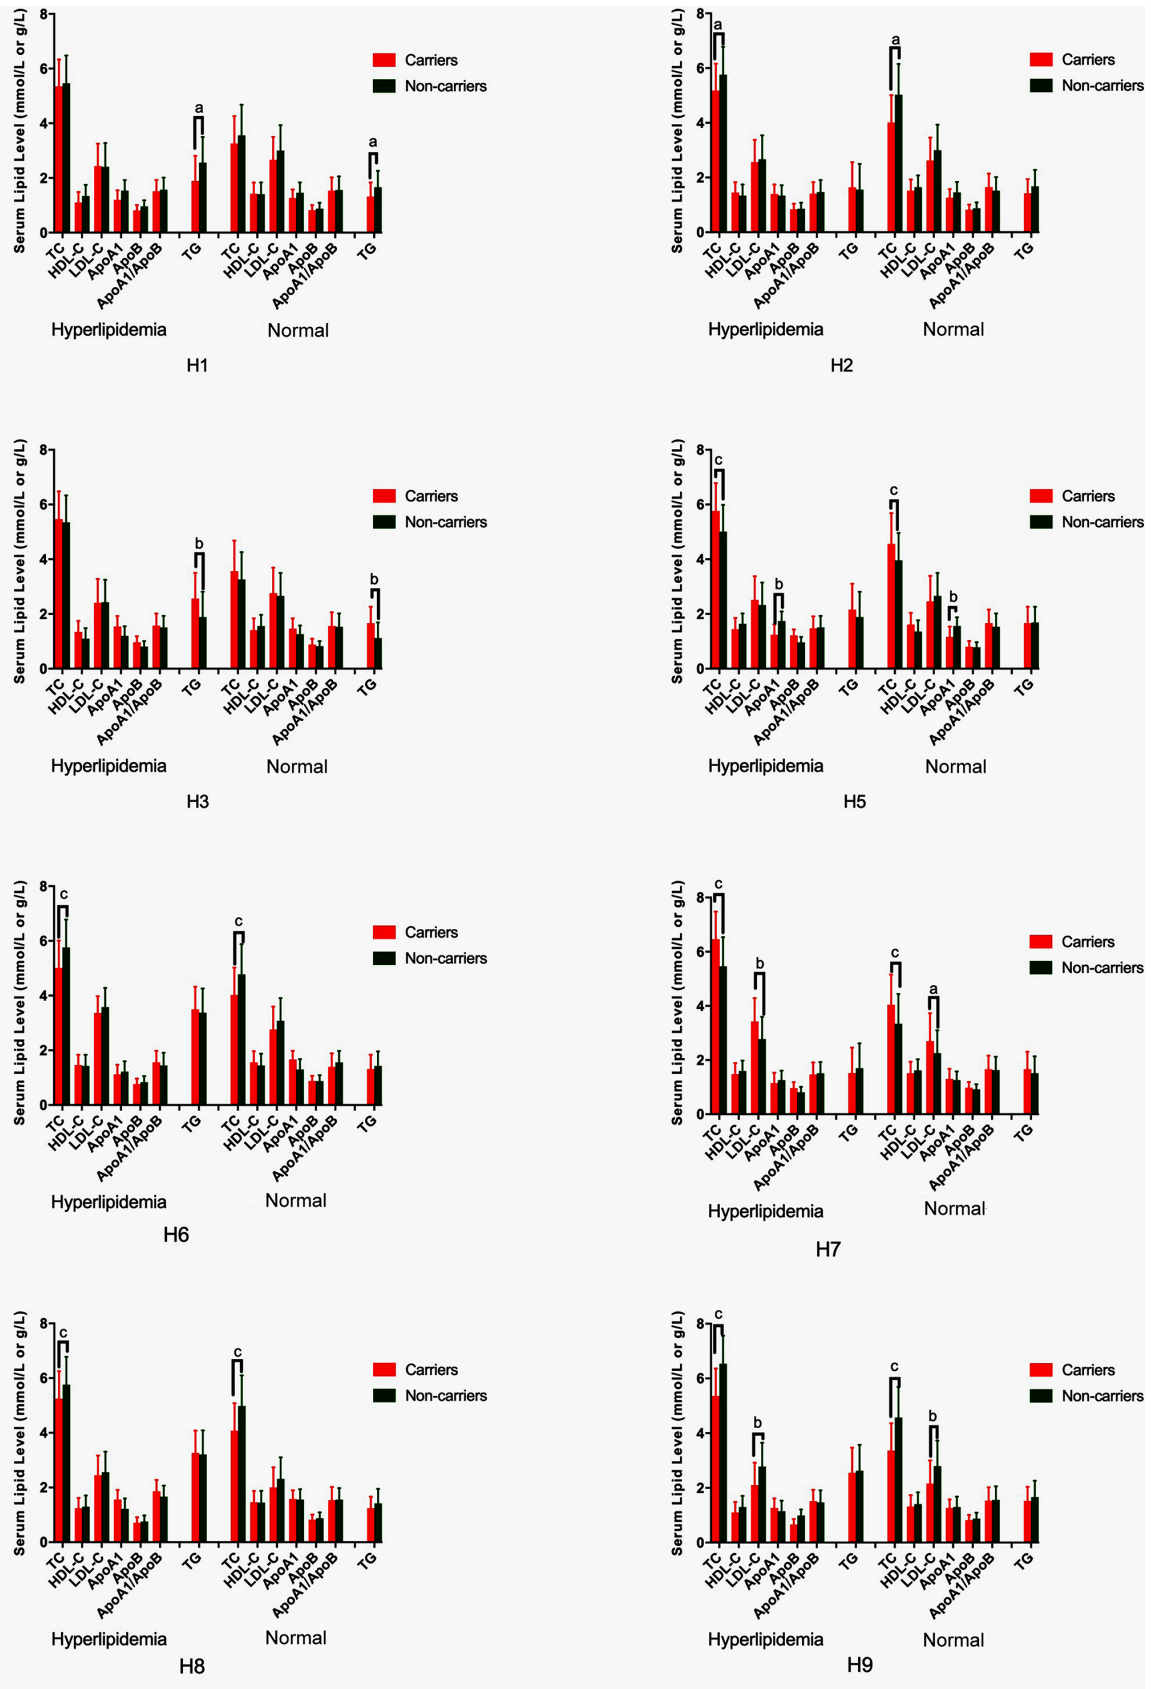 Serum Lipid Level (mmol/L or g/L)
8
6
4
2
0
a
a
Carriers
Non-carriers
TC
HDL-C
LDL-C
ApoA1
ApoB
ApoA1/ApoB
TG
TC
HDL-C
LDL-C
ApoA1
ApoB
ApoA1/ApoB
TG
Hyperlipidemia
Normal
H1
Serum Lipid Level (mmol/L or g/L)
8
6
4
2
0
a
a
Carriers
Non-carriers
TC
HDL-C
LDL-C
ApoA1
ApoB
ApoA1/ApoB
TG
TC
HDL-C
LDL-C
ApoA1
ApoB
ApoA1/ApoB
TG
Hyperlipidemia
Normal
H2
Serum Lipid Level (mmol/L or g/L)
8
6
4
2
0
b
b
Carriers
Non-carriers
TC
HDL-C
LDL-C
ApoA1
ApoB
ApoA1/ApoB
TG
TC
HDL-C
LDL-C
ApoA1
ApoB
ApoA1/ApoB
TG
Hyperlipidemia
Normal
H3
Serum Lipid Level (mmol/L or g/L)
8
6
4
2
0
c
b
c
b
Carriers
Non-carriers
TC
HDL-C
LDL-C
ApoA1
ApoB
ApoA1/ApoB
TG
TC
HDL-C
LDL-C
ApoA1
ApoB
ApoA1/ApoB
TG
Hyperlipidemia
Normal
H5
Serum Lipid Level (mmol/L or g/L)
8
6
4
2
0
c
c
Carriers
Non-carriers
TC
HDL-C
LDL-C
ApoA1
ApoB
ApoA1/ApoB
TG
TC
HDL-C
LDL-C
ApoA1
ApoB
ApoA1/ApoB
TG
Hyperlipidemia
Normal
H6
Serum Lipid Level (mmol/L or g/L)
8
6
4
2
0
c
b
c
a
Carriers
Non-carriers
TC
HDL-C
LDL-C
ApoA1
ApoB
ApoA1/ApoB
TG
TC
HDL-C
LDL-C
ApoA1
ApoB
ApoA1/ApoB
TG
Hyperlipidemia
Normal
H7
Serum Lipid Level (mmol/L or g/L)
8
6
4
2
0
c
c
Carriers
Non-carriers
TC
HDL-C
LDL-C
ApoA1
ApoB
ApoA1/ApoB
TG
TC
HDL-C
LDL-C
ApoA1
ApoB
ApoA1/ApoB
TG
Hyperlipidemia
Normal
H8
Serum Lipid Level (mmol/L or g/L)
8
6
4
2
0
c
b
c
b
Carriers
Non-carriers
TC
HDL-C
LDL-C
ApoA1
ApoB
ApoA1/ApoB
TG
TC
HDL-C
LDL-C
ApoA1
ApoB
ApoA1/ApoB
TG
Hyperlipidemia
Normal
H9